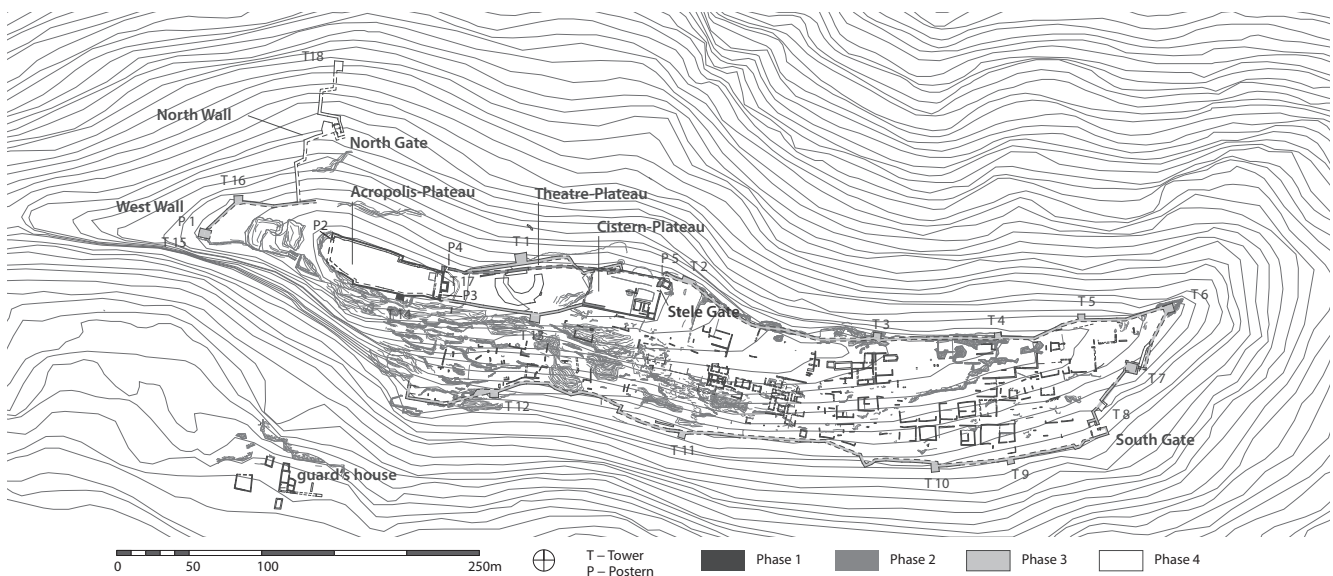 T18
North Wall
North Gate
T 16
Acropolis-Plateau
Theatre-Plateau
West Wall
P 1
P2
Cistern-Plateau
T 15
P4
T 1
P 5
T 2
T 17
P3
Stele Gate
T 14
T 6
T 5
T 3
T 4
T 7
T 12
T 8
South Gate
T 11
guard's house
T 9
T 10
0
50
100
250m
T – Tower
P – Postern
Phase 1
Phase 2
Phase 3
Phase 4